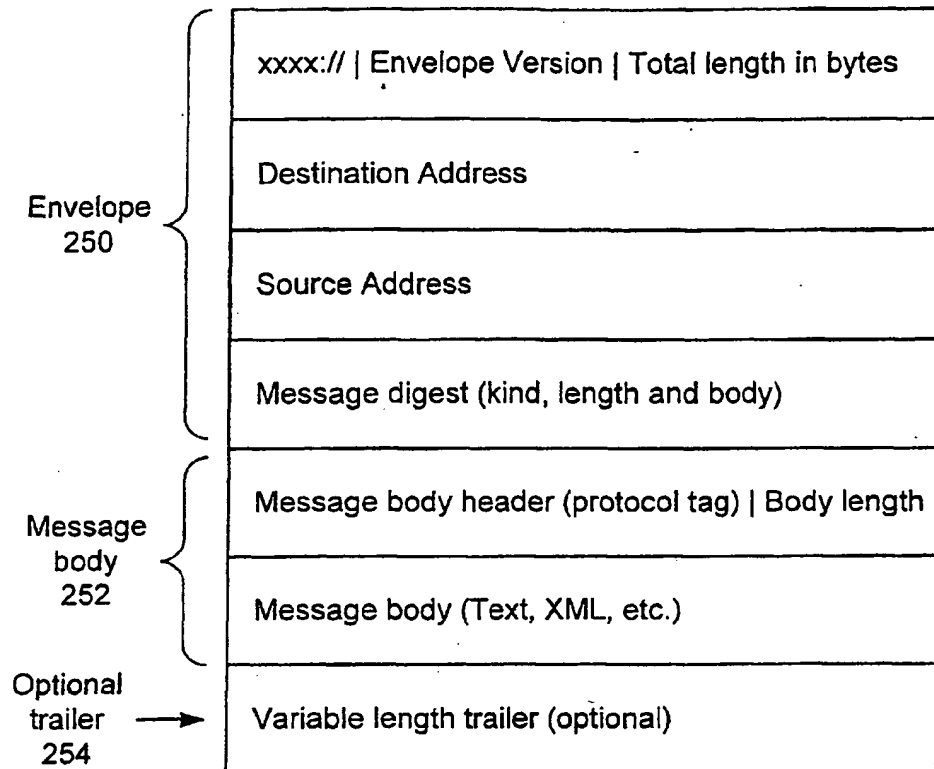 xxxx:// | Envelope Version | Total length in bytes
Destination Address
Envelope
250
Source Address
Message digest (kind, length and body)
Message body header (protocol tag) | Body length
Message
body
252
Message body (Text, XML, etc.)
Optional
trailer
254
Variable length trailer (optional)